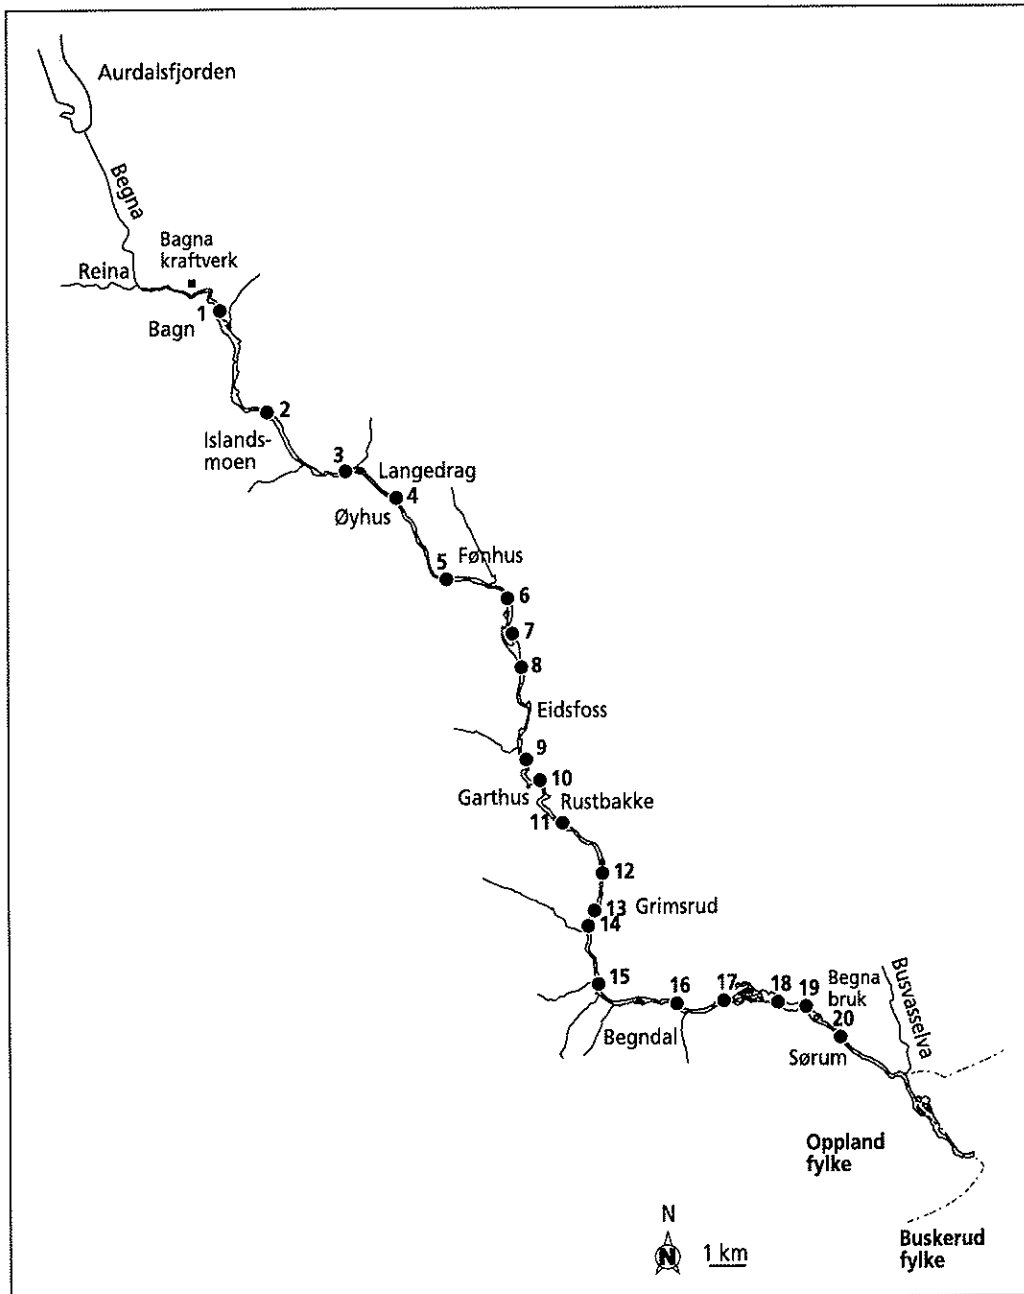 Aurdalsfjorden
Begna
Bagna
kraftverk
Reina
1
Bagn
2
Islands-
moen
3
Langedrag
4
Øyhus
5
Fønhus
6
7
8
Eidsfoss
9
10
Garthus
Rustbakke
11
12
13
Grimsrud
14
15
16
17
18
19
Begna
bruk
20
Busvasselva
Begndal
Sørum
Oppland
fylke
N
N
1 km
Buskerud
fylke